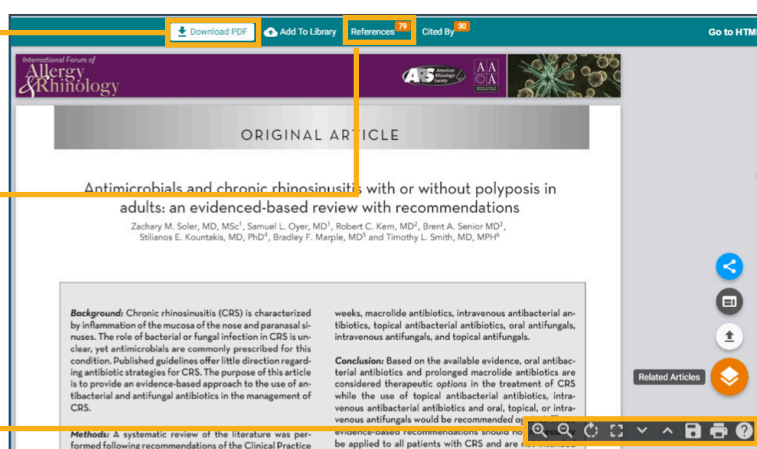 Download PDF
Add To Library
References 79
Cited By 30
Go to HTM
International Forum of
Allergy
&Rhinology
ARS American Rhinologic Society
AAOA
ORIGINAL ARTICLE
Antimicrobials and chronic rhinosinusitis with or without polyposis in
adults: an evidenced-based review with recommendations
Zachary M. Soler, MD, MSc1, Samuel L. Oyer, MD1, Robert C. Kern, MD2, Brent A. Senior MD3,
Stilianos E. Kountakis, MD, PhD4, Bradley F. Marple, MD5 and Timothy L. Smith, MD, MPH6
Background: Chronic rhinosinusitis (CRS) is characterized
by inflammation of the mucosa of the nose and paranasal si-
nuses. The role of bacterial or fungal infection in CRS is un-
clear, yet antimicrobials are commonly prescribed for this
condition. Published guidelines offer little direction regard-
ing antibiotic strategies for CRS. The purpose of this article
is to provide an evidence-based approach to the use of an-
tibacterial and antifungal antibiotics in the management of
CRS.
Methods: A systematic review of the literature was per-
formed following recommendations of the Clinical Practice
weeks, macrolide antibiotics, intravenous antibacterial an-
tibiotics, topical antibacterial antibiotics, oral antifungals,
intravenous antifungals, and topical antifungals.
Conclusion: Based on the available evidence, oral antibac-
terial antibiotics and prolonged macrolide antibiotics are
considered therapeutic options in the treatment of CRS
while the use of topical antibacterial antibiotics, intra-
venous antibacterial antibiotics and oral, topical, or intra-
venous antifungals would be recommended
evidence-based recommendations should no
be applied to all patients with CRS and are
Related Articles